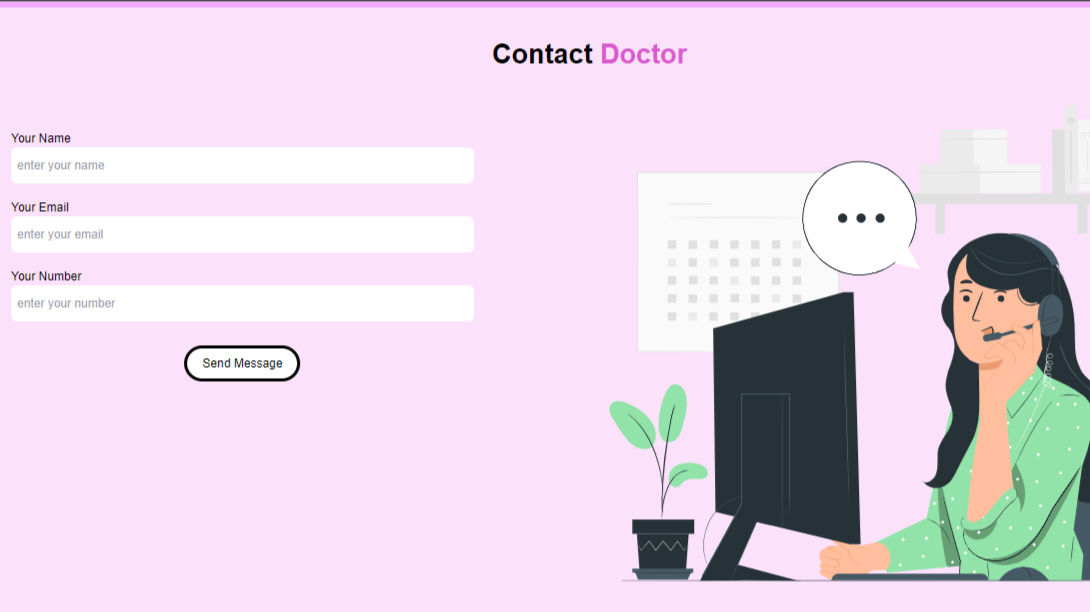 Contact Doctor
Your Name
enter your name
Your Email
enter your email
Your Number
enter your number
Send Message